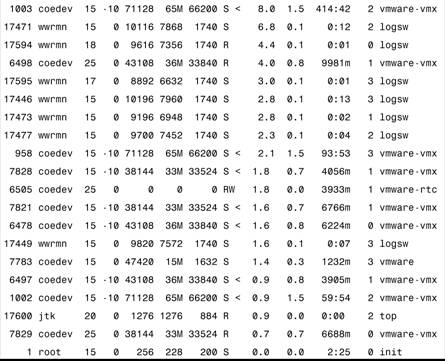 1003 coedev 15 -10 71128 65M 66200 S < 8.0 1.5 414:42 2 vmware-vmx
17471 wwrmn 15 0 10116 7868 1740 S 6.8 0.1 0:12 2 logsw
17594 wwrmn 18 0 9616 7356 1740 R 4.4 0.1 0:01 0 logsw
6498 coedev 25 0 43108 36M 33840 R 4.0 0.8 9981m 1 vmware-vmx
17595 wwrmn 17 0 8892 6632 1740 S 3.0 0.1 0:01 3 logsw
17446 wwrmn 15 0 10196 7960 1740 S 2.8 0.1 0:13 3 logsw
17473 wwrmn 15 0 9196 6948 1740 S 2.8 0.1 0:02 1 logsw
17477 wwrmn 15 0 9700 7452 1740 S 2.3 0.1 0:04 2 logsw
958 coedev 15 -10 71128 65M 66200 S < 2.1 1.5 93:53 3 vmware-vmx
7828 coedev 15 -10 38144 33M 33524 S < 1.8 0.7 4056m 1 vmware-vmx
6505 coedev 25 0 0 0 0 RW 1.8 0.0 3933m 1 vmware-rtc
7821 coedev 15 -10 38144 33M 33524 S < 1.6 0.7 6766m 1 vmware-vmx
6478 coedev 15 -10 43108 36M 33840 S < 1.6 0.8 6224m 0 vmware-vmx
17449 wwrmn 15 0 9820 7572 1740 S 1.6 0.1 0:07 3 logsw
7783 coedev 15 0 47420 15M 1632 S 1.4 0.3 1232m 3 vmware
6497 coedev 15 -10 43108 36M 33840 S < 0.9 0.8 3905m 1 vmware-vmx
1002 coedev 15 -10 71128 65M 66200 S < 0.9 1.5 59:54 2 vmware-vmx
17600 jtk 20 0 1276 1276 884 R 0.9 0.0 0:00 2 top
7829 coedev 25 0 38144 33M 33524 R 0.7 0.7 6688m 0 vmware-vmx
1 root 15 0 256 228 200 S 0.0 0.0 2:25 0 init